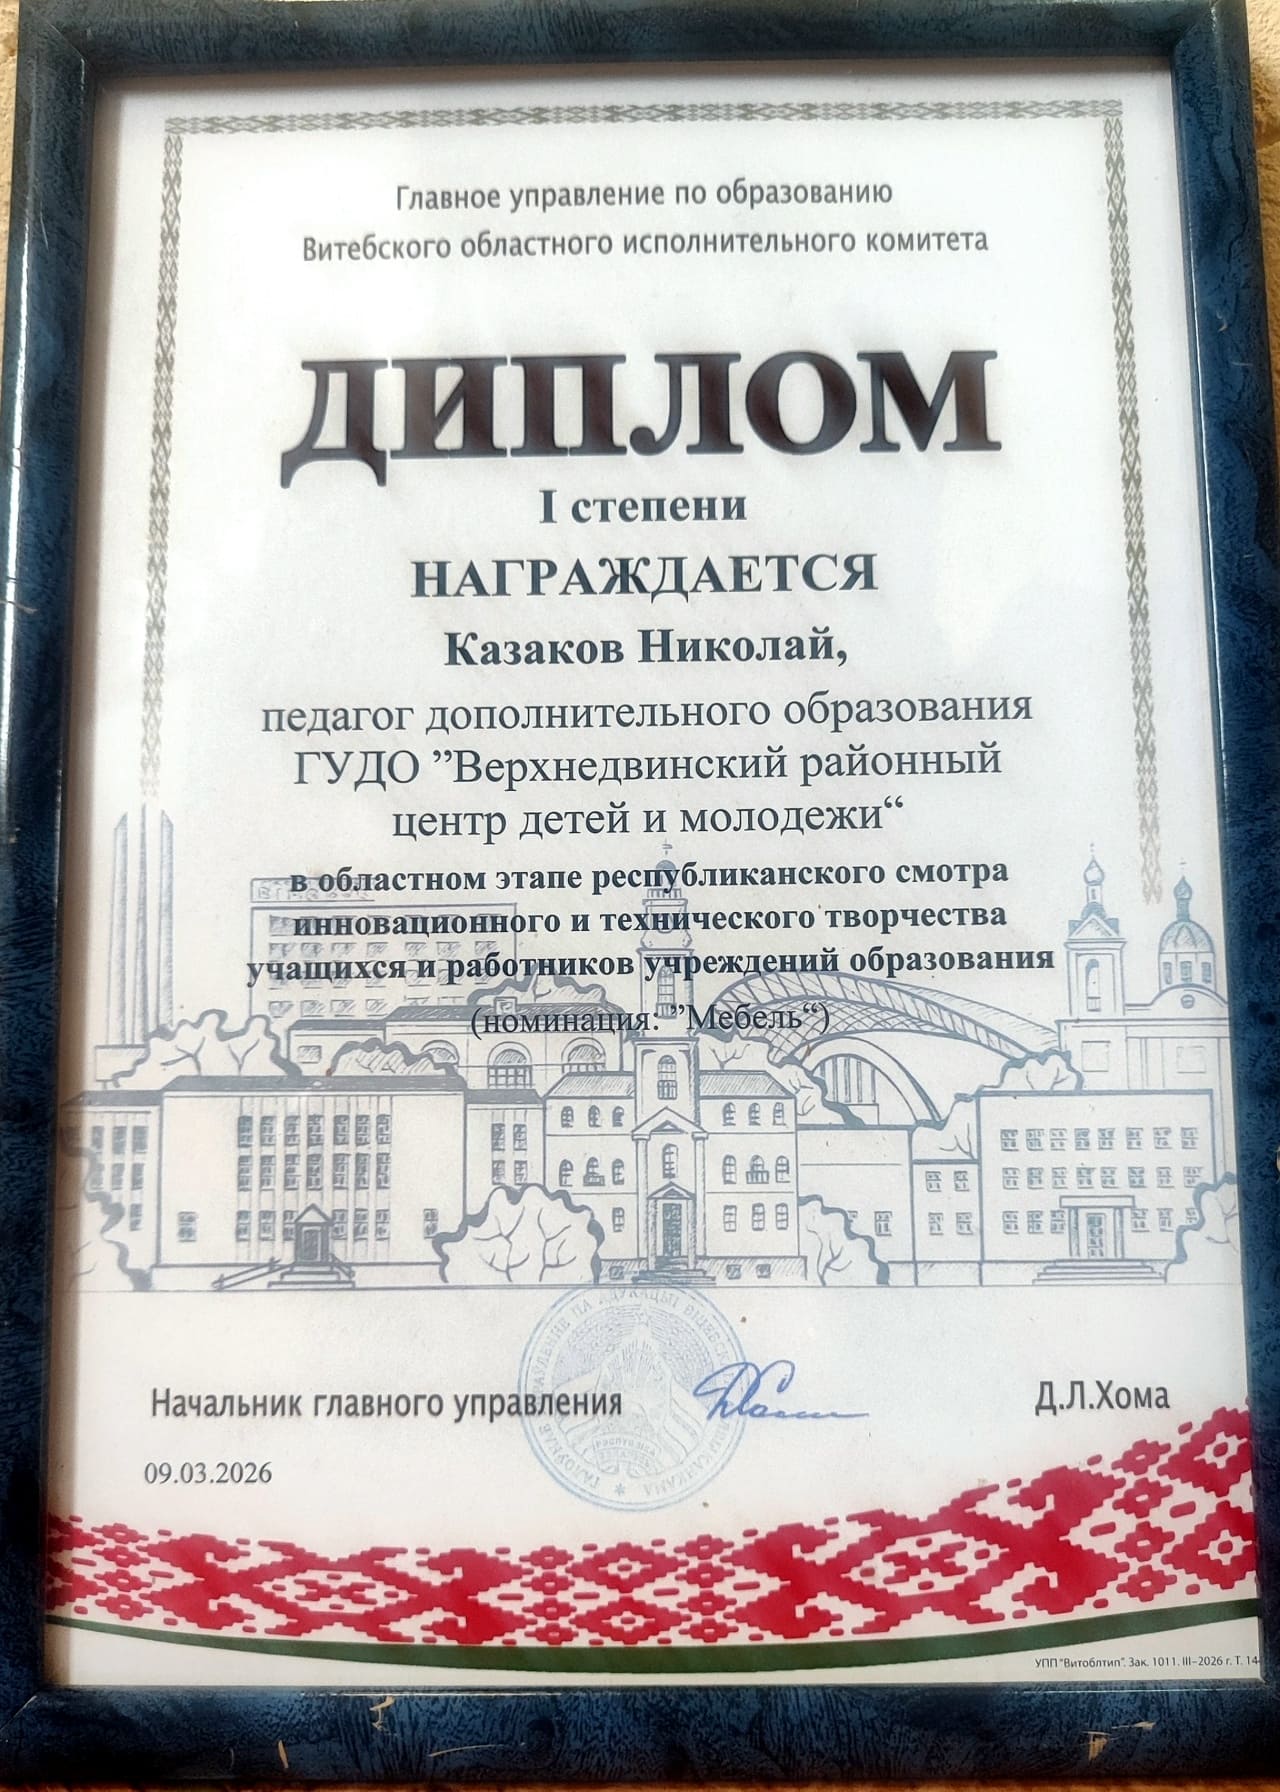 Главное управление по образованию
Витебского областного исполнительного комитета
ДИПЛОМ
I степени
НАГРАЖДАЕТСЯ
Казаков Николай,
педагог дополнительного образования
ГУДО ”Верхнедвинский районный
центр детей и молодежи“
в областном этапе республиканского смотра
инновационного и технического творчества
учащихся и работников учреждений образования
(номинация: ”Мебель“)
Начальник главного управления
Д.Л.Хома
09.03.2026
УПП "Витоблтип". Зак. 1011. III–2026 г. Т.